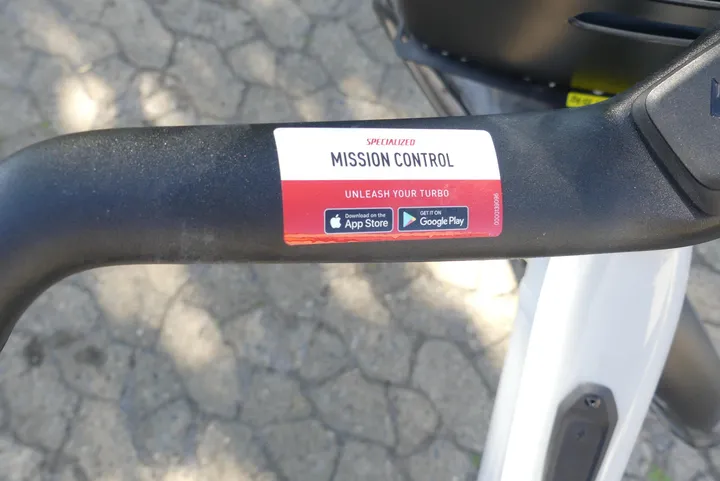 SPECIALIZED
MISSION CONTROL
UNLEASH YOUR TURBO
Download on the
App Store
GET IT ON
Google Play